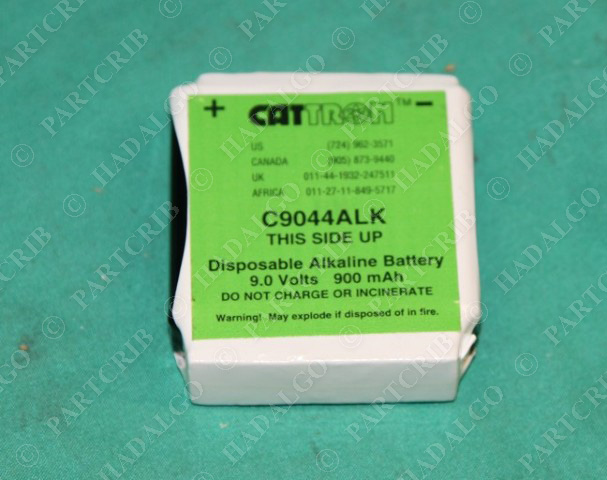 + CATTRON™ −
US (724) 962-3571
CANADA (905) 873-9440
UK 011-44-1932-247511
AFRICA 011-27-11-849-5717
C9044ALK
THIS SIDE UP
Disposable Alkaline Battery
9.0 Volts 900 mAh
DO NOT CHARGE OR INCINERATE
Warning! May explode if disposed of in fire.
© PARTCRIB
© HADALGO